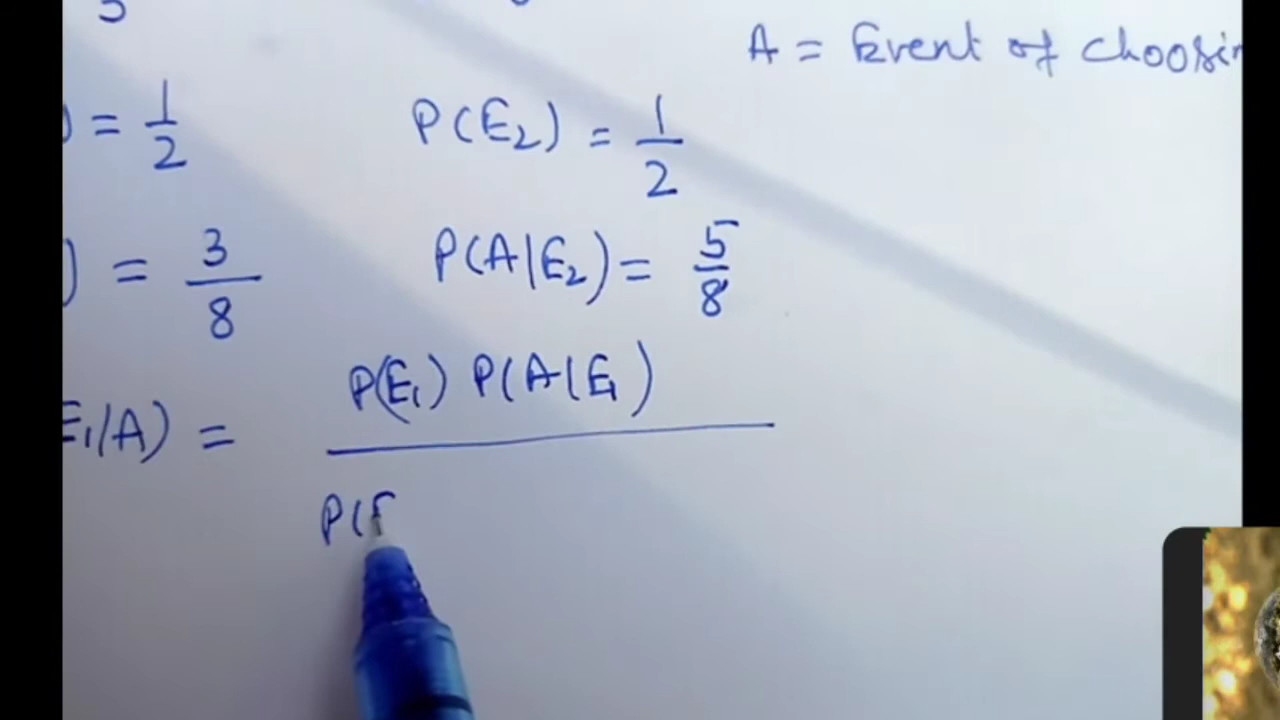 A = Event of choosin
) = 1/2 P(E₂) = 1/2
) = 3/8 P(A|E₂) = 5/8
E₁/A) = P(E₁) P(A|E₁)
P(